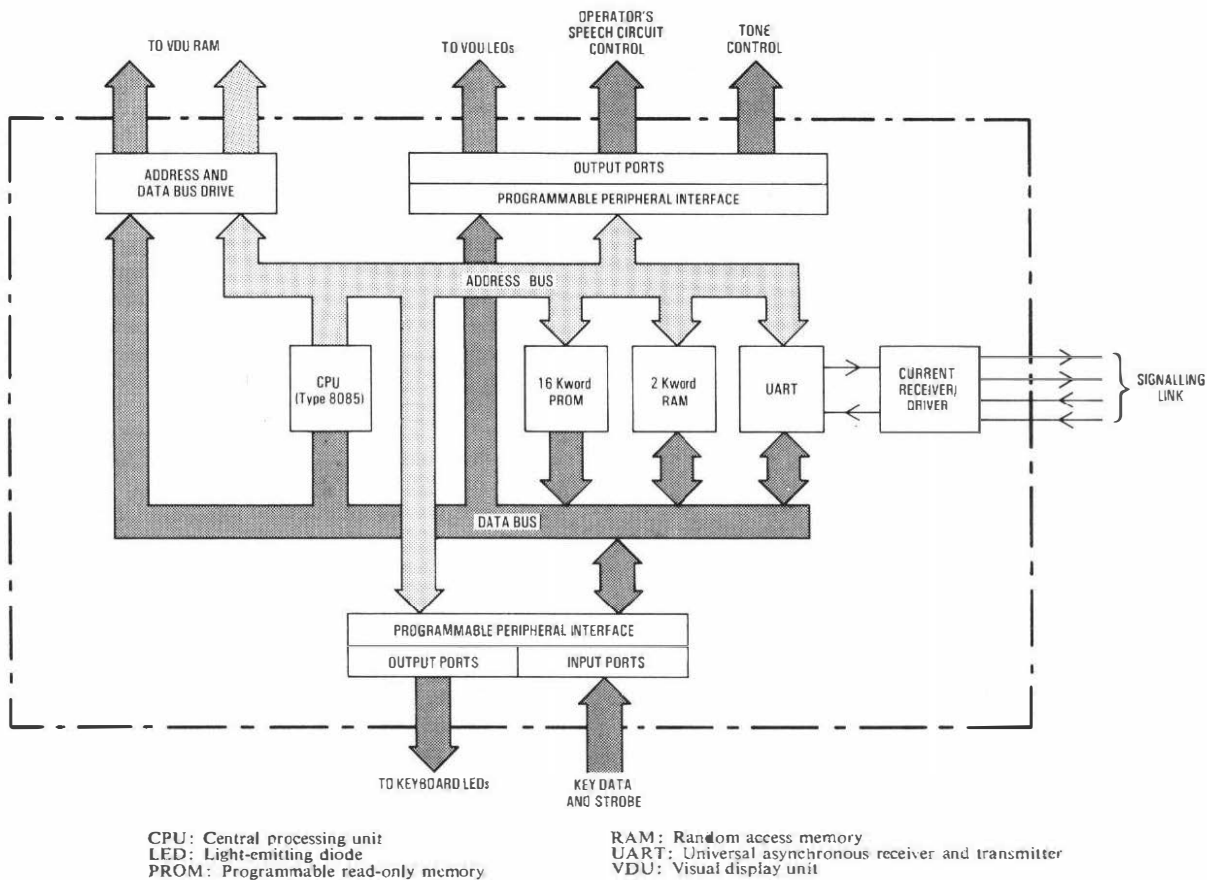 TO VDU RAM
TO VDU LEDs
OPERATOR'S
SPEECH CIRCUIT
CONTROL
TONE
CONTROL
ADDRESS AND
DATA BUS DRIVE
OUTPUT PORTS
PROGRAMMABLE PERIPHERAL INTERFACE
ADDRESS BUS
CPU
(Type 8085)
16 Kword
PROM
2 Kword
RAM
UART
CURRENT
RECEIVER/
DRIVER
SIGNALLING
LINK
DATA BUS
PROGRAMMABLE PERIPHERAL INTERFACE
OUTPUT PORTS
INPUT PORTS
TO KEYBOARD LEDs
KEY DATA
AND STROBE
CPU: Central processing unit
LED: Light-emitting diode
PROM: Programmable read-only memory
RAM: Random access memory
UART: Universal asynchronous receiver and transmitter
VDU: Visual display unit